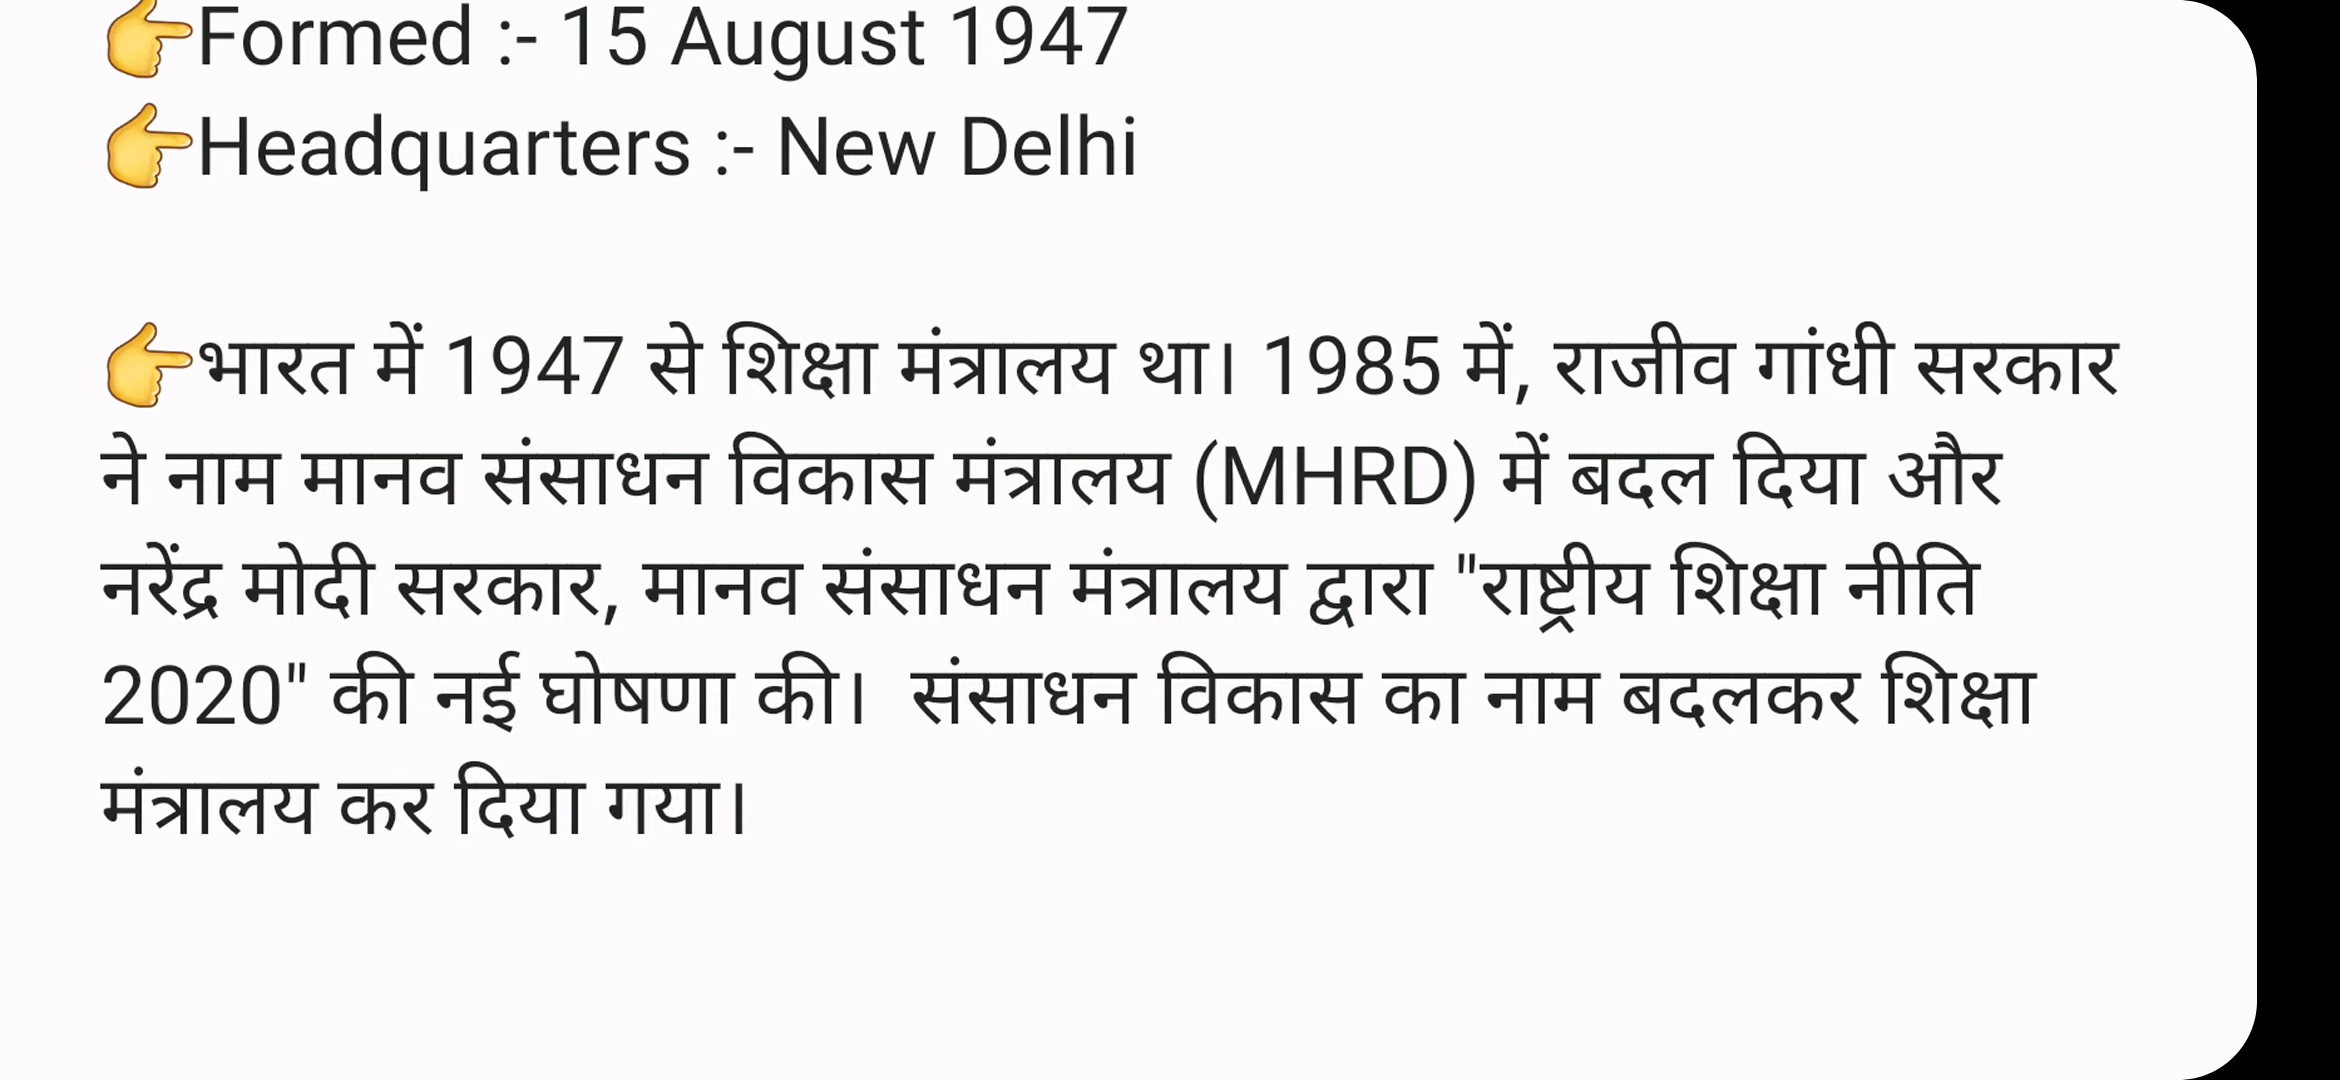 👉Formed :- 15 August 1947
👉Headquarters :- New Delhi
👉भारत में 1947 से शिक्षा मंत्रालय था। 1985 में, राजीव गांधी सरकार
ने नाम मानव संसाधन विकास मंत्रालय (MHRD) में बदल दिया और
नरेंद्र मोदी सरकार, मानव संसाधन मंत्रालय द्वारा "राष्ट्रीय शिक्षा नीति
2020" की नई घोषणा की।  संसाधन विकास का नाम बदलकर शिक्षा
मंत्रालय कर दिया गया।